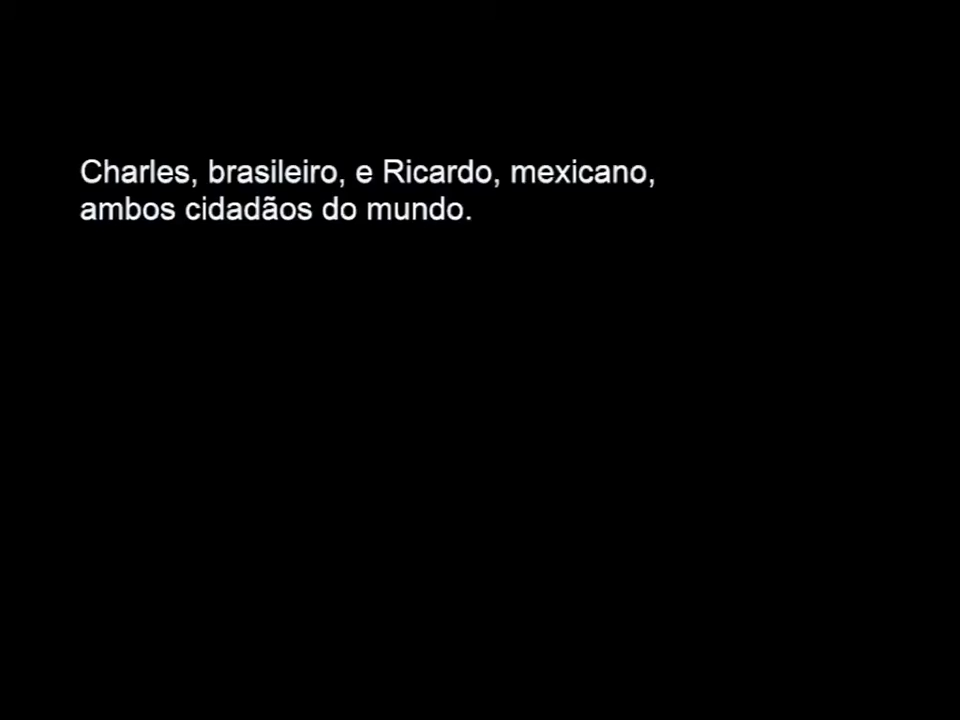 Charles, brasileiro, e Ricardo, mexicano,
ambos cidadãos do mundo.